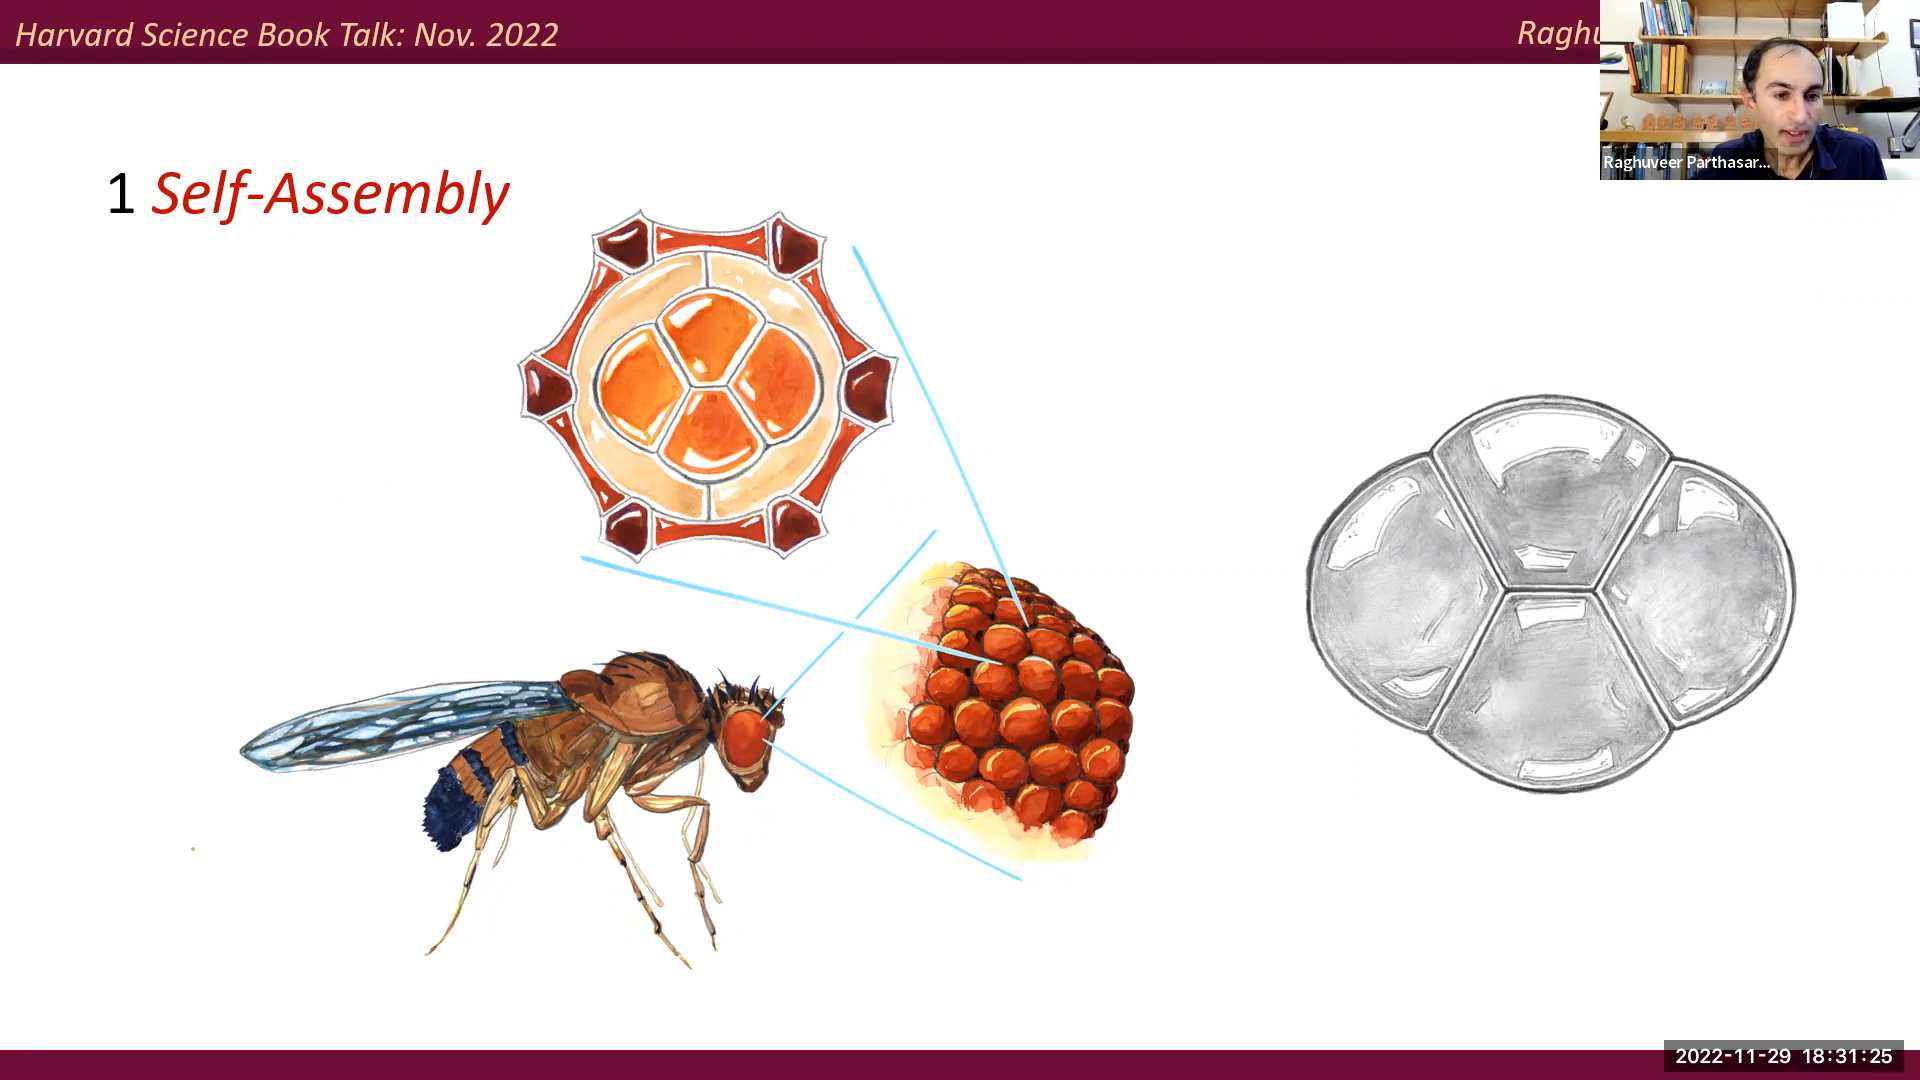 Harvard Science Book Talk: Nov. 2022
Raghu
Raghuveer Parthasar...
1 Self-Assembly
2022-11-29 18:31:25